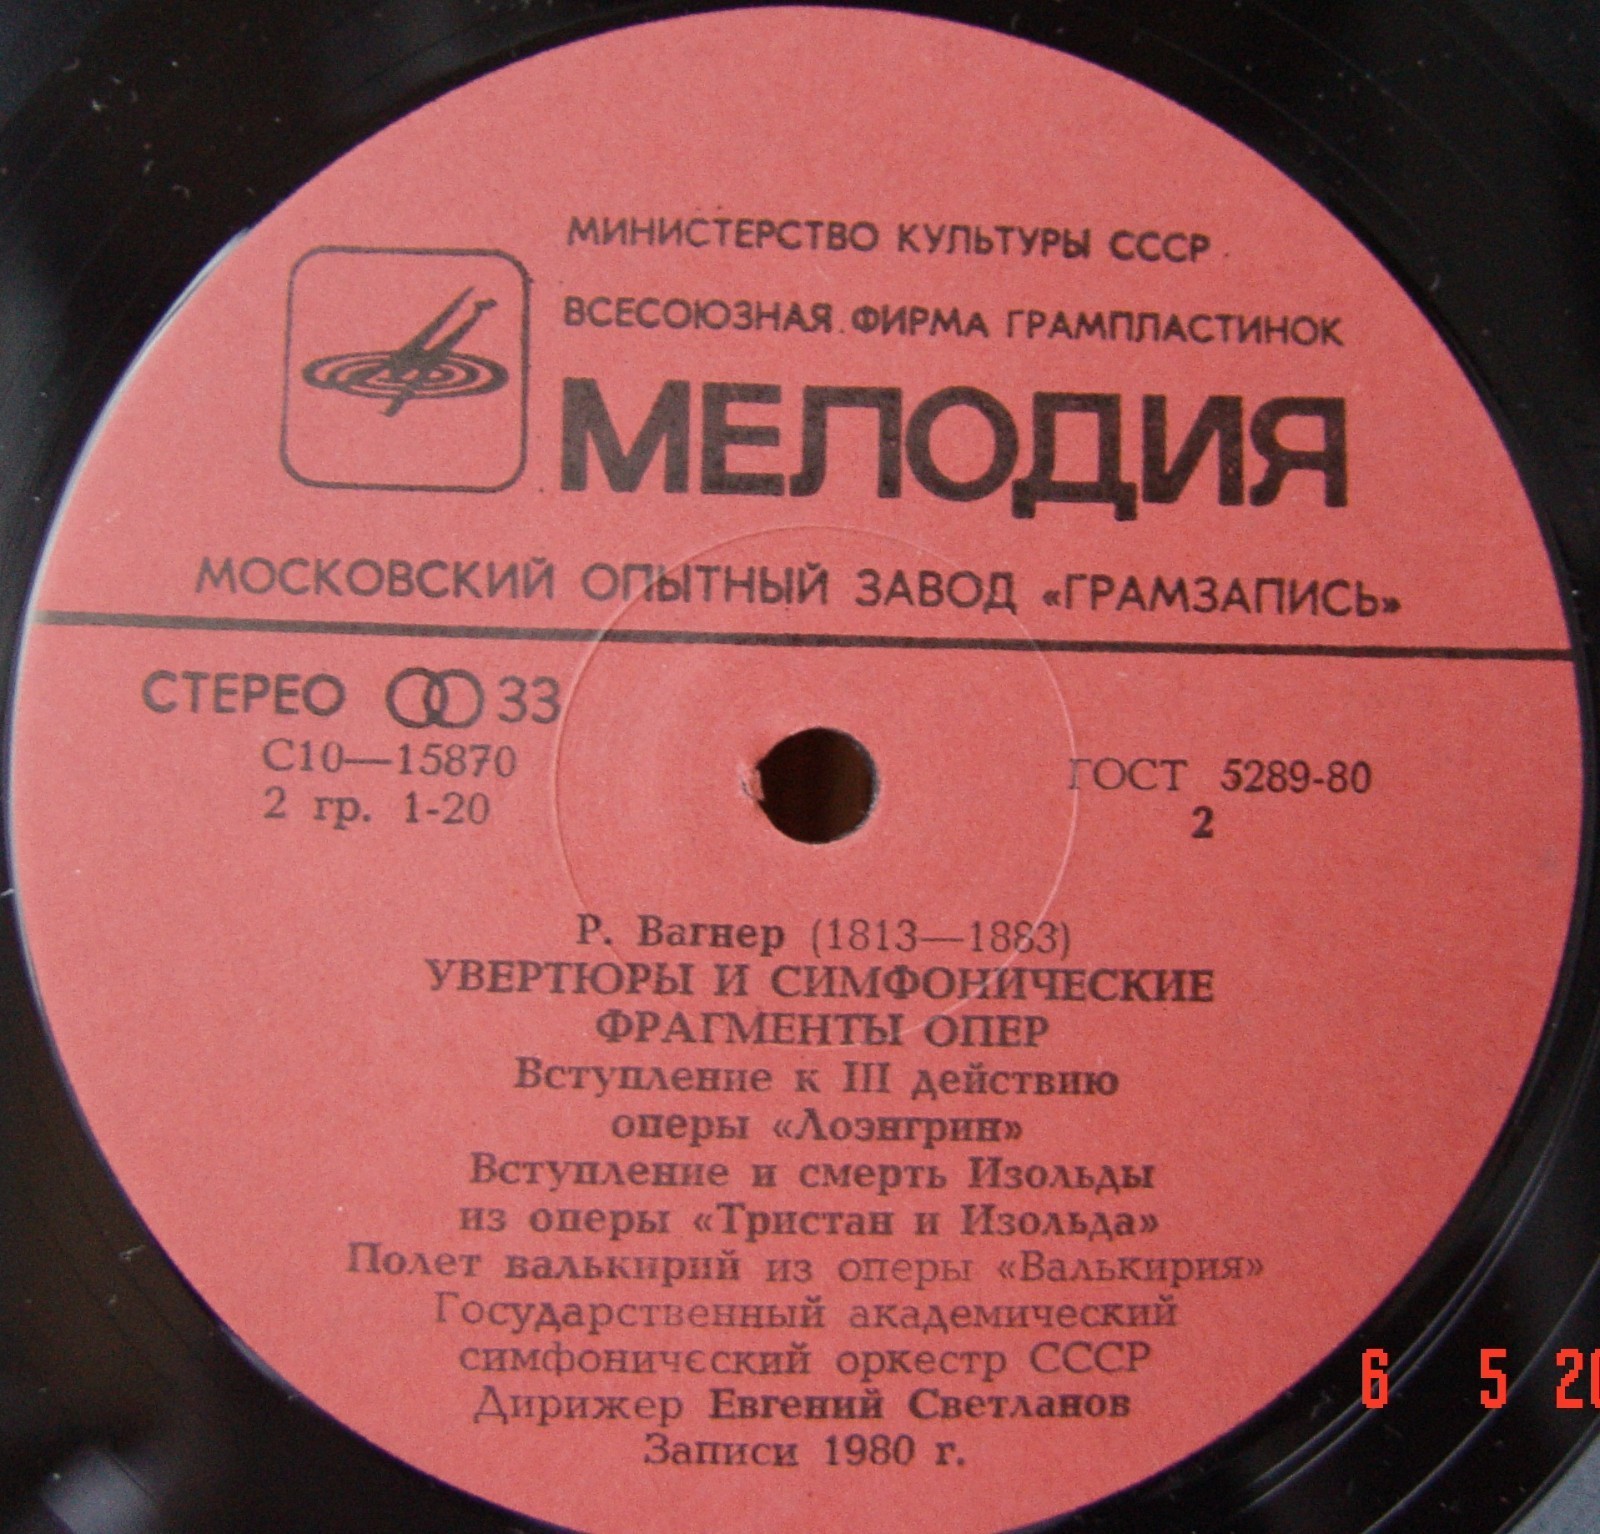 МИНИСТЕРСТВО КУЛЬТУРЫ СССР
ВСЕСОЮЗНАЯ ФИРМА ГРАМПЛАСТИНОК
МЕЛОДИЯ
МОСКОВСКИЙ ОПЫТНЫЙ ЗАВОД «ГРАМЗАПИСЬ»
СТЕРЕО 33
С10—15870
2 гр. 1-20
ГОСТ 5289-80
2
Р. Вагнер (1813—1883)
УВЕРТЮРЫ И СИМФОНИЧЕСКИЕ
ФРАГМЕНТЫ ОПЕР
Вступление к III действию
оперы «Лоэнгрин»
Вступление и смерть Изольды
из оперы «Тристан и Изольда»
Полет валькирий из оперы «Валькирия»
Государственный академический
симфонический оркестр СССР
Дирижер Евгений Светланов
Записи 1980 г.
6 5 20